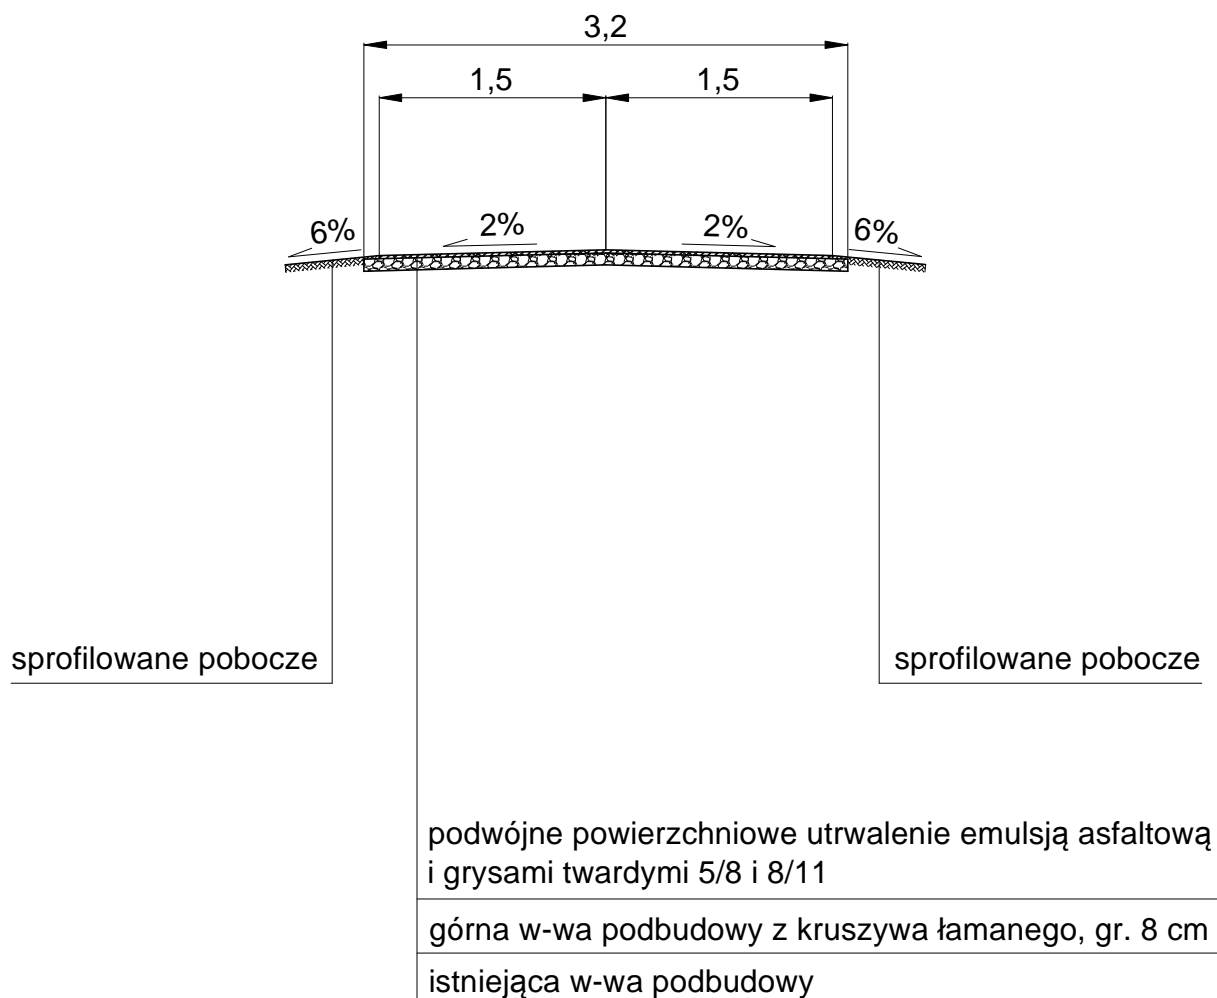 3,2
1,5 1,5
6% 2% 2% 6%
sprofilowane pobocze sprofilowane pobocze
podwójne powierzchniowe utrwalenie emulsją asfaltową
i grysami twardymi 5/8 i 8/11
górna w-wa podbudowy z kruszywa łamanego, gr. 8 cm
istniejąca w-wa podbudowy